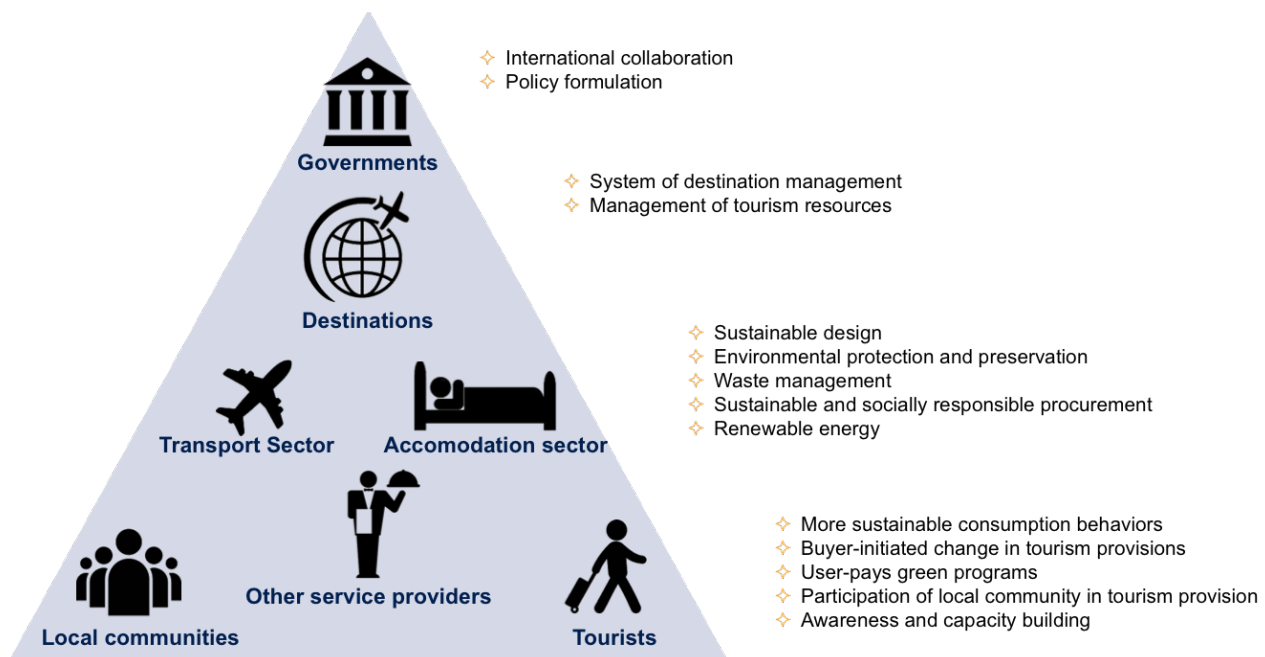 International collaboration
Policy formulation
Governments
System of destination management
Management of tourism resources
Destinations
Sustainable design
Environmental protection and preservation
Waste management
Sustainable and socially responsible procurement
Renewable energy
Transport Sector
Accomodation sector
More sustainable consumption behaviors
Buyer-initiated change in tourism provisions
User-pays green programs
Participation of local community in tourism provision
Awareness and capacity building
Other service providers
Local communities
Tourists